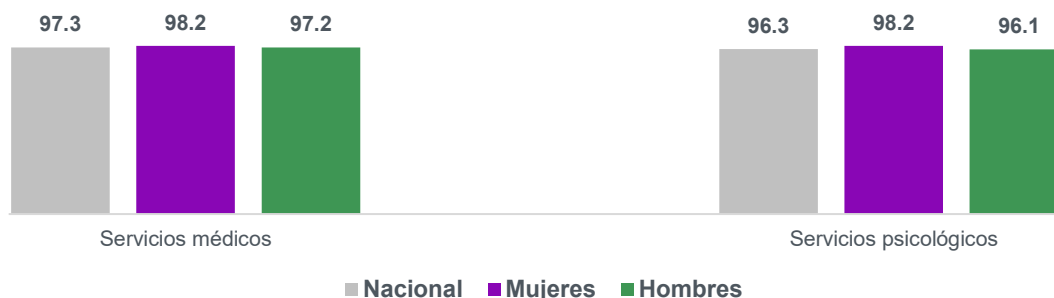 97.3 98.2 97.2 96.3 98.2 96.1
Servicios médicos Servicios psicológicos
Nacional Mujeres Hombres